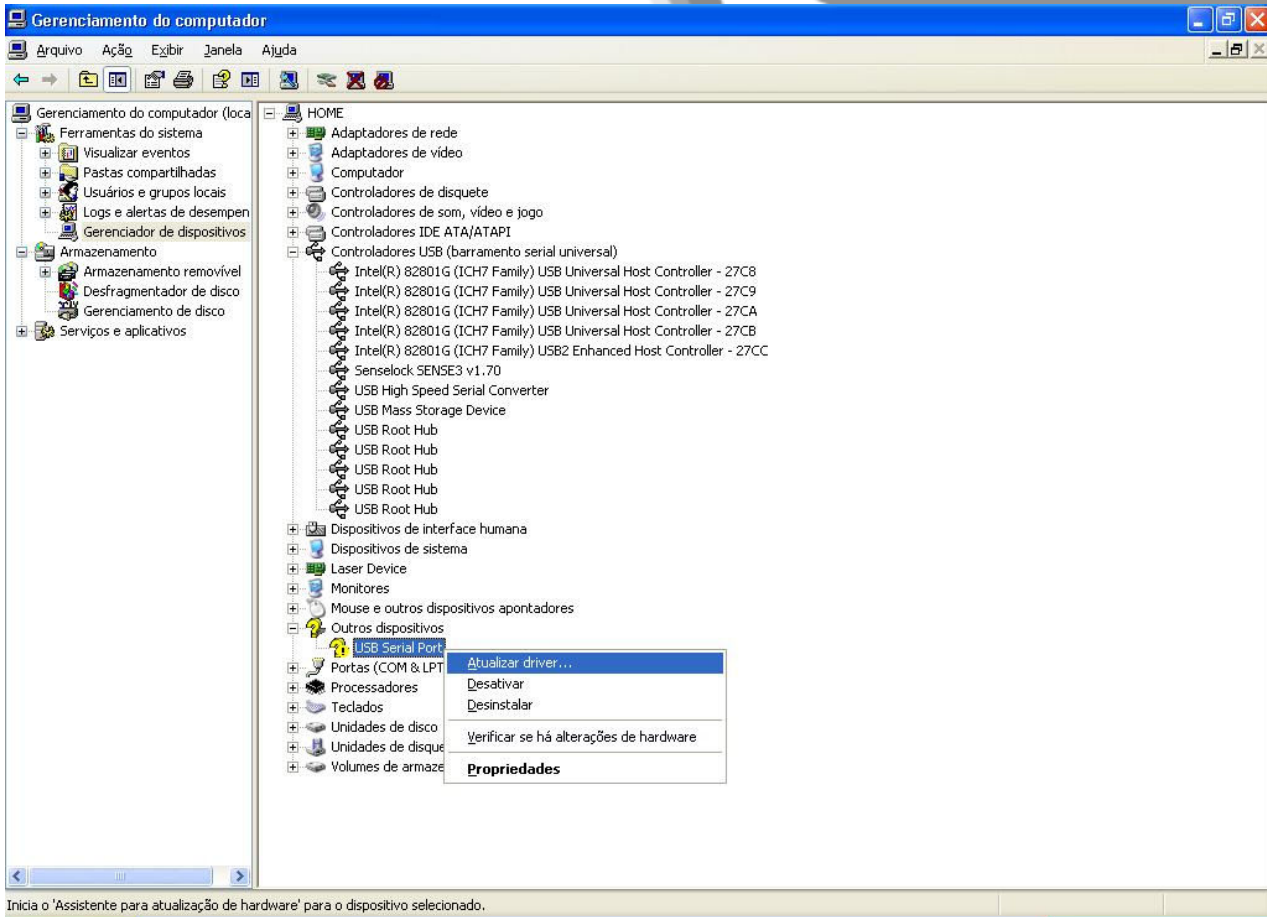 Gerenciamento do computador
Arquivo Ação Exibir Janela Ajuda
Gerenciamento do computador (loca
Ferramentas do sistema
Visualizar eventos
Pastas compartilhadas
Usuários e grupos locais
Logs e alertas de desempen
Gerenciador de dispositivos
Armazenamento
Armazenamento removível
Desfragmentador de disco
Gerenciamento de disco
Serviços e aplicativos
HOME
Adaptadores de rede
Adaptadores de vídeo
Computador
Controladores de disquete
Controladores de som, vídeo e jogo
Controladores IDE ATA/ATAPI
Controladores USB (barramento serial universal)
Intel(R) 82801G (ICH7 Family) USB Universal Host Controller - 27C8
Intel(R) 82801G (ICH7 Family) USB Universal Host Controller - 27C9
Intel(R) 82801G (ICH7 Family) USB Universal Host Controller - 27CA
Intel(R) 82801G (ICH7 Family) USB Universal Host Controller - 27CB
Intel(R) 82801G (ICH7 Family) USB2 Enhanced Host Controller - 27CC
Senselock SENSE3 v1.70
USB High Speed Serial Converter
USB Mass Storage Device
USB Root Hub
USB Root Hub
USB Root Hub
USB Root Hub
USB Root Hub
Dispositivos de interface humana
Dispositivos de sistema
Laser Device
Monitores
Mouse e outros dispositivos apontadores
Outros dispositivos
USB Serial Port
Portas (COM & LPT
Processadores
Teclados
Unidades de disco
Unidades de disque
Volumes de armaze
Atualizar driver...
Desativar
Desinstalar
Verificar se há alterações de hardware
Propriedades
Inicia o 'Assistente para atualização de hardware' para o dispositivo selecionado.